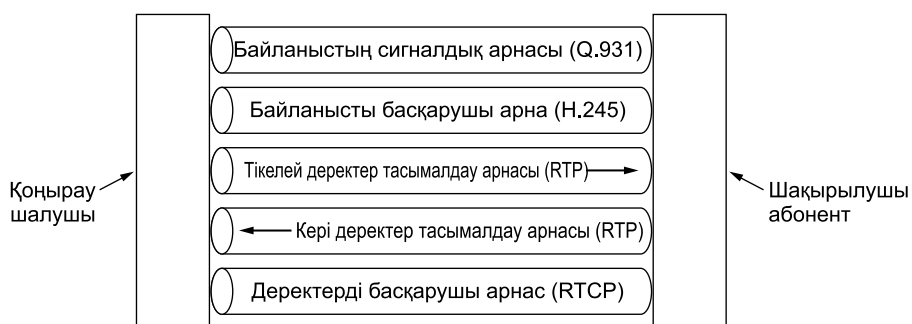 Байланыстың сигналдық арнасы (Q.931)
Байланысты басқарушы арна (H.245)
Тікелей деректер тасымалдау арнасы (RTP)
Қоңырау
шалушы
Шақырылушы
абонент
Кері деректер тасымалдау арнасы (RTP)
Деректерді басқарушы арнас (RTCP)